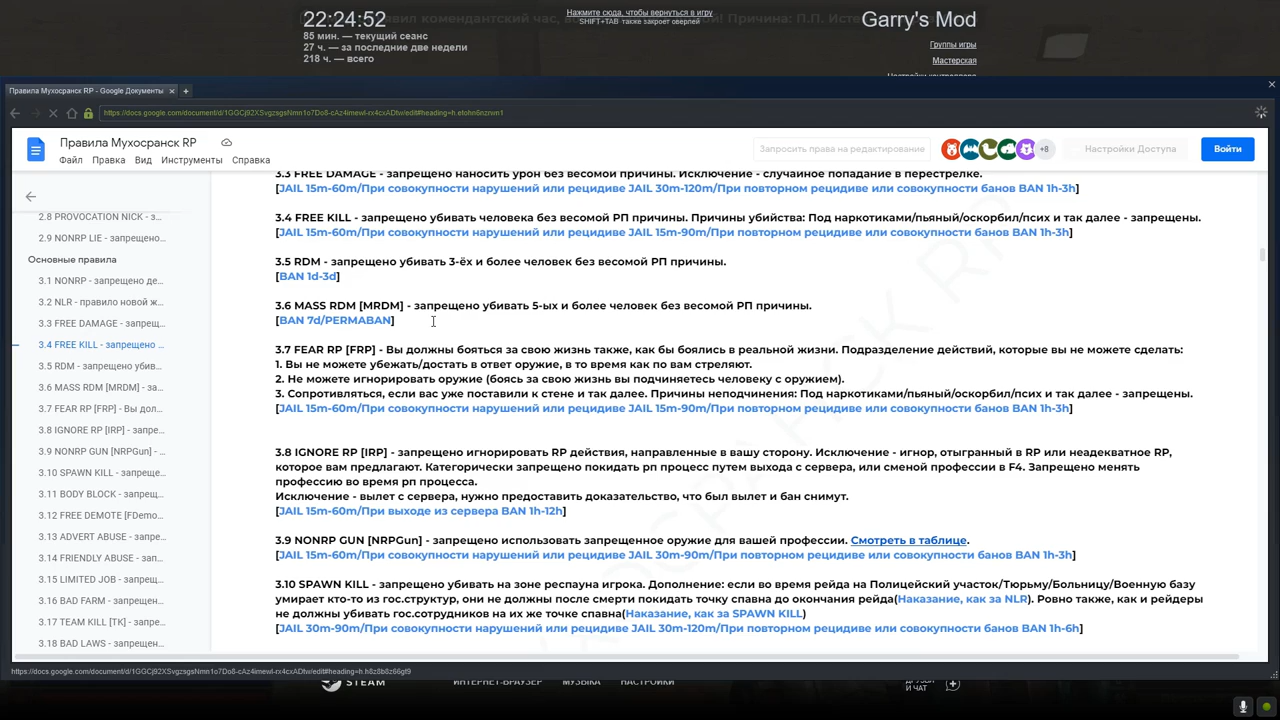 22:24:52
85 мин. — текущий сеанс
27 ч. — за последние две недели
218 ч. — всего
Нажмите сюда, чтобы вернуться в игру
SHIFT+TAB также закроет оверлей
Garry's Mod
Группы игры
Мастерская
Правила Мухосранск RP - Google Документы
Правила Мухосранск RP
Файл Правка Вид Инструменты Справка
Запросить права на редактирование
+8
Настройки Доступа
Войти
2.8 PROVOCATION NICK - з...
2.9 NONRP LIE - запрещено...
Основные правила
3.1 NONRP - запрещено де...
3.2 NLR - правило новой ж...
3.3 FREE DAMAGE - запрещ...
3.4 FREE KILL - запрещено ...
3.5 RDM - запрещено убив...
3.6 MASS RDM [MRDM] - за...
3.7 FEAR RP [FRP] - Вы дол...
3.8 IGNORE RP [IRP] - запре...
3.9 NONRP GUN [NRPGun] - ...
3.10 SPAWN KILL - запреще...
3.11 BODY BLOCK - запрещ...
3.12 FREE DEMOTE [FDemo...
3.13 ADVERT ABUSE - запр...
3.14 FRIENDLY ABUSE - зап...
3.15 LIMITED JOB - запрещ...
3.16 BAD FARM - запрещен...
3.17 TEAM KILL [TK] - запре...
3.18 BAD LAWS - запрещен...
3.3 FREE DAMAGE - запрещено наносить урон без весомой причины. Исключение - случайное попадание в перестрелке.
[JAIL 15m-60m/При совокупности нарушений или рецидиве JAIL 30m-120m/При повторном рецидиве или совокупности банов BAN 1h-3h]
3.4 FREE KILL - запрещено убивать человека без весомой РП причины. Причины убийства: Под наркотиками/пьяный/оскорбил/псих и так далее - запрещены.
[JAIL 15m-60m/При совокупности нарушений или рецидиве JAIL 15m-90m/При повторном рецидиве или совокупности банов BAN 1h-3h]
3.5 RDM - запрещено убивать 3-ёх и более человек без весомой РП причины.
[BAN 1d-3d]
3.6 MASS RDM [MRDM] - запрещено убивать 5-ых и более человек без весомой РП причины.
[BAN 7d/PERMABAN]
3.7 FEAR RP [FRP] - Вы должны бояться за свою жизнь также, как бы боялись в реальной жизни. Подразделение действий, которые вы не можете сделать:
1. Вы не можете убежать/достать в ответ оружие, в то время как по вам стреляют.
2. Не можете игнорировать оружие (боясь за свою жизнь вы подчиняетесь человеку с оружием).
3. Сопротивляться, если вас уже поставили к стене и так далее. Причины неподчинения: Под наркотиками/пьяный/оскорбил/псих и так далее - запрещены.
[JAIL 15m-60m/При совокупности нарушений или рецидиве JAIL 15m-90m/При повторном рецидиве или совокупности банов BAN 1h-3h]
3.8 IGNORE RP [IRP] - запрещено игнорировать RP действия, направленные в вашу сторону. Исключение - игнор, отыгранный в RP или неадекватное RP,
которое вам предлагают. Категорически запрещено покидать рп процесс путем выхода с сервера, или сменой профессии в F4. Запрещено менять
профессию во время рп процесса.
Исключение - вылет с сервера, нужно предоставить доказательство, что был вылет и бан снимут.
[JAIL 15m-60m/При выходе из сервера BAN 1h-12h]
3.9 NONRP GUN [NRPGun] - запрещено использовать запрещенное оружие для вашей профессии. Смотреть в таблице.
[JAIL 15m-60m/При совокупности нарушений или рецидиве JAIL 30m-90m/При повторном рецидиве или совокупности банов BAN 1h-3h]
3.10 SPAWN KILL - запрещено убивать на зоне респауна игрока. Дополнение: если во время рейда на Полицейский участок/Тюрьму/Больницу/Военную базу
умирает кто-то из гос.структур, они не должны после смерти покидать точку спавна до окончания рейда(Наказание, как за NLR). Ровно также, как и рейдеры
не должны убивать гос.сотрудников на их же точке спавна(Наказание, как за SPAWN KILL)
[JAIL 30m-90m/При совокупности нарушений или рецидиве JAIL 30m-120m/При повторном рецидиве или совокупности банов BAN 1h-6h]
STEAM
ИНТЕРНЕТ-БРАУЗЕР
МУЗЫКА
НАСТРОЙКИ
И ЧАТ